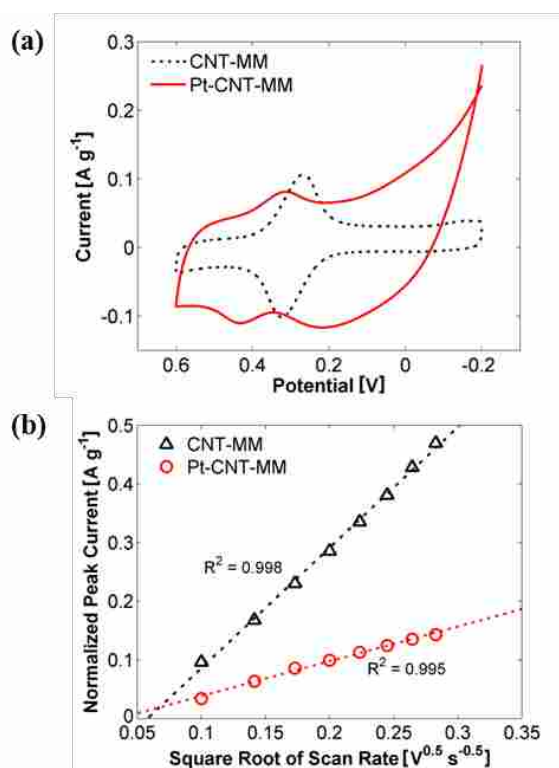 (a)
0.3
0.2
0.1
0
-0.1
Current [A g⁻¹]
CNT-MM
Pt-CNT-MM
0.6 0.4 0.2 0 -0.2
Potential [V]
(b)
0.5
0.4
0.3
0.2
0.1
0
Normalized Peak Current [A g⁻¹]
CNT-MM
Pt-CNT-MM
R² = 0.998
R² = 0.995
0.05 0.1 0.15 0.2 0.25 0.3 0.35
Square Root of Scan Rate [V⁰·⁵ s⁻⁰·⁵]